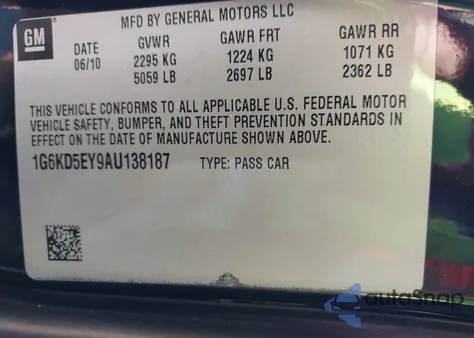 MFD BY GENERAL MOTORS LLC
GM
DATE GVWR GAWR FRT GAWR RR
06/10 2295 KG 1224 KG 1071 KG
5059 LB 2697 LB 2362 LB
THIS VEHICLE CONFORMS TO ALL APPLICABLE U.S. FEDERAL MOTOR
VEHICLE SAFETY, BUMPER, AND THEFT PREVENTION STANDARDS IN
EFFECT ON THE DATE OF MANUFACTURE SHOWN ABOVE.
1G6KD5EY9AU138187 TYPE: PASS CAR
autoSnap